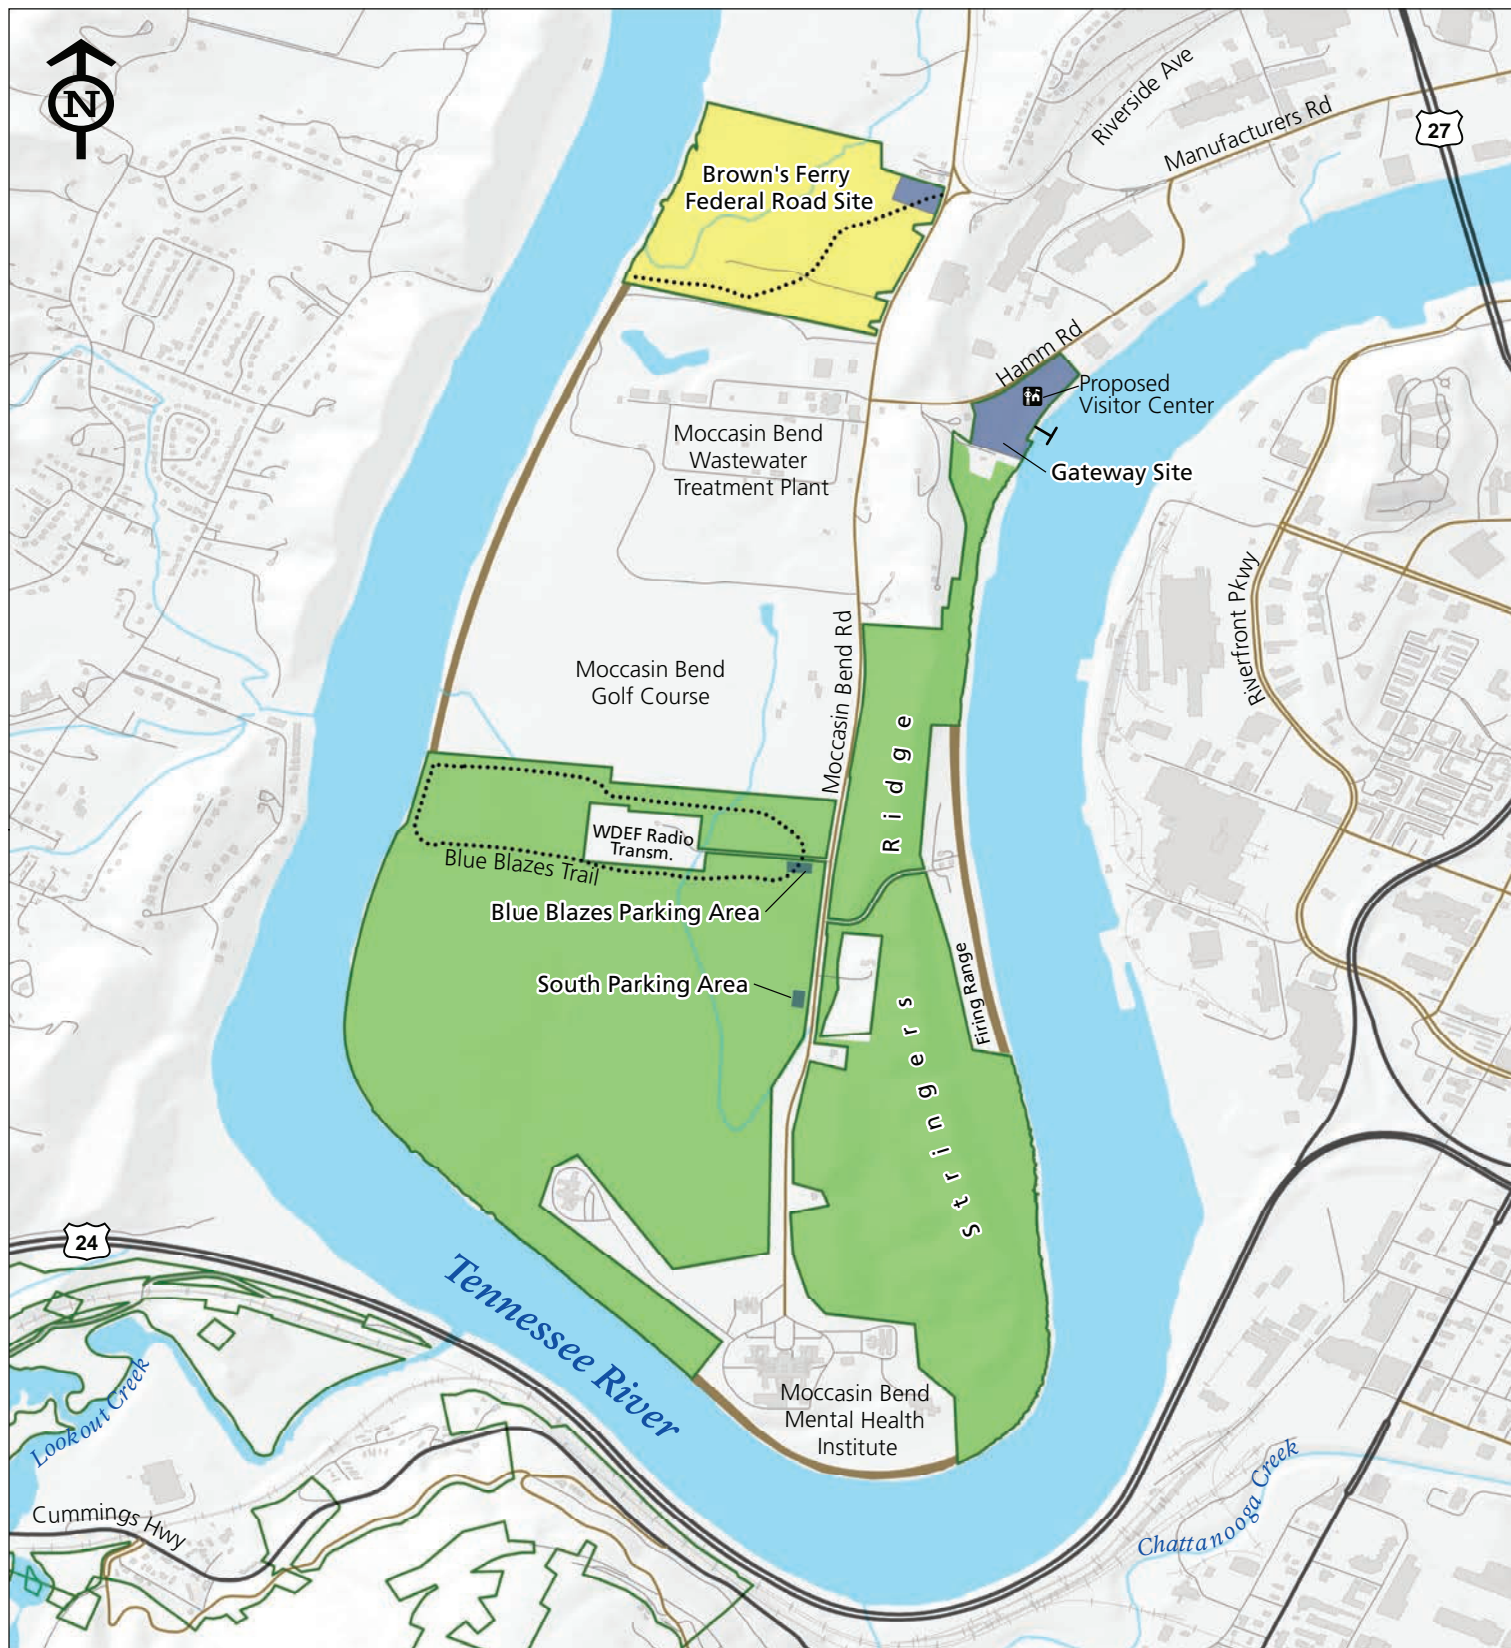 N
Riverside Ave
Manufacturers Rd
27
Brown's Ferry
Federal Road Site
Hamm Rd
Proposed
Visitor Center
Gateway Site
Moccasin Bend
Wastewater
Treatment Plant
Riverfront Pkwy
Moccasin Bend
Golf Course
Moccasin Bend Rd
Stringers Ridge
WDEF Radio
Transm.
Blue Blazes Trail
Blue Blazes Parking Area
South Parking Area
Firing Range
24
Tennessee River
Lookout Creek
Moccasin Bend
Mental Health
Institute
Cummings Hwy
Chattanooga Creek